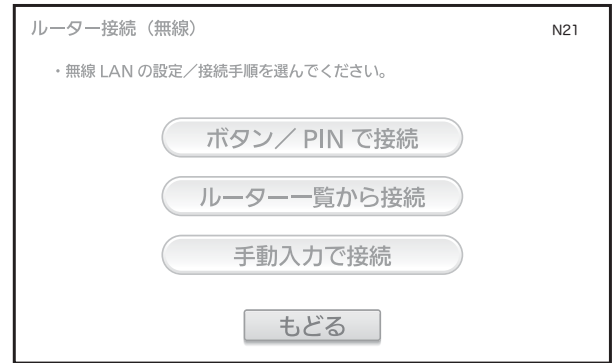 ルーター接続（無線）
N21
・無線 LAN の設定／接続手順を選んでください。
ボタン／ PIN で接続
ルーター一覧から接続
手動入力で接続
もどる